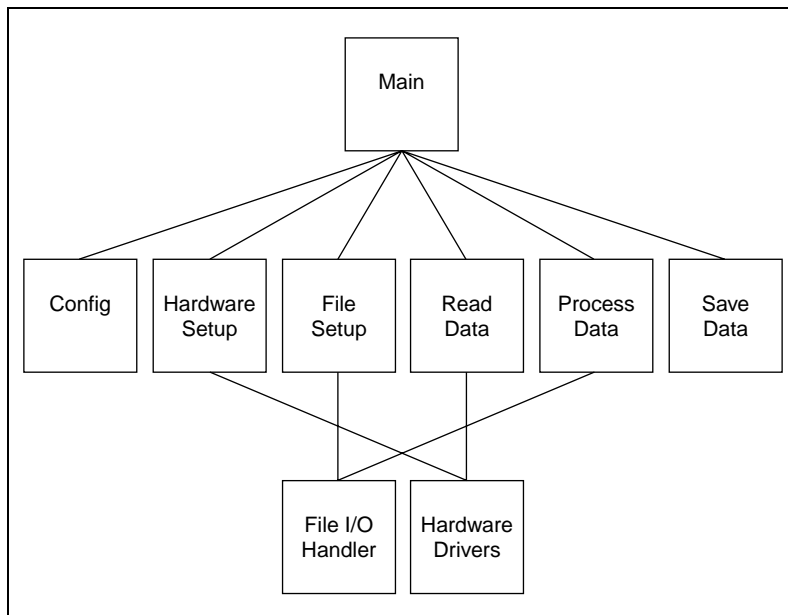 Main
Config
Hardware
Setup
File
Setup
Read
Data
Process
Data
Save
Data
File I/O
Handler
Hardware
Drivers